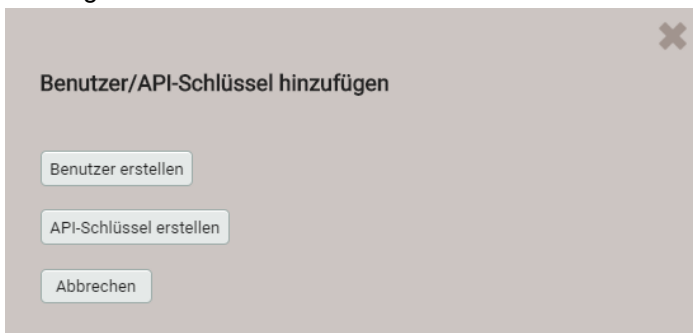 Benutzer/API-Schlüssel hinzufügen
Benutzer erstellen
API-Schlüssel erstellen
Abbrechen